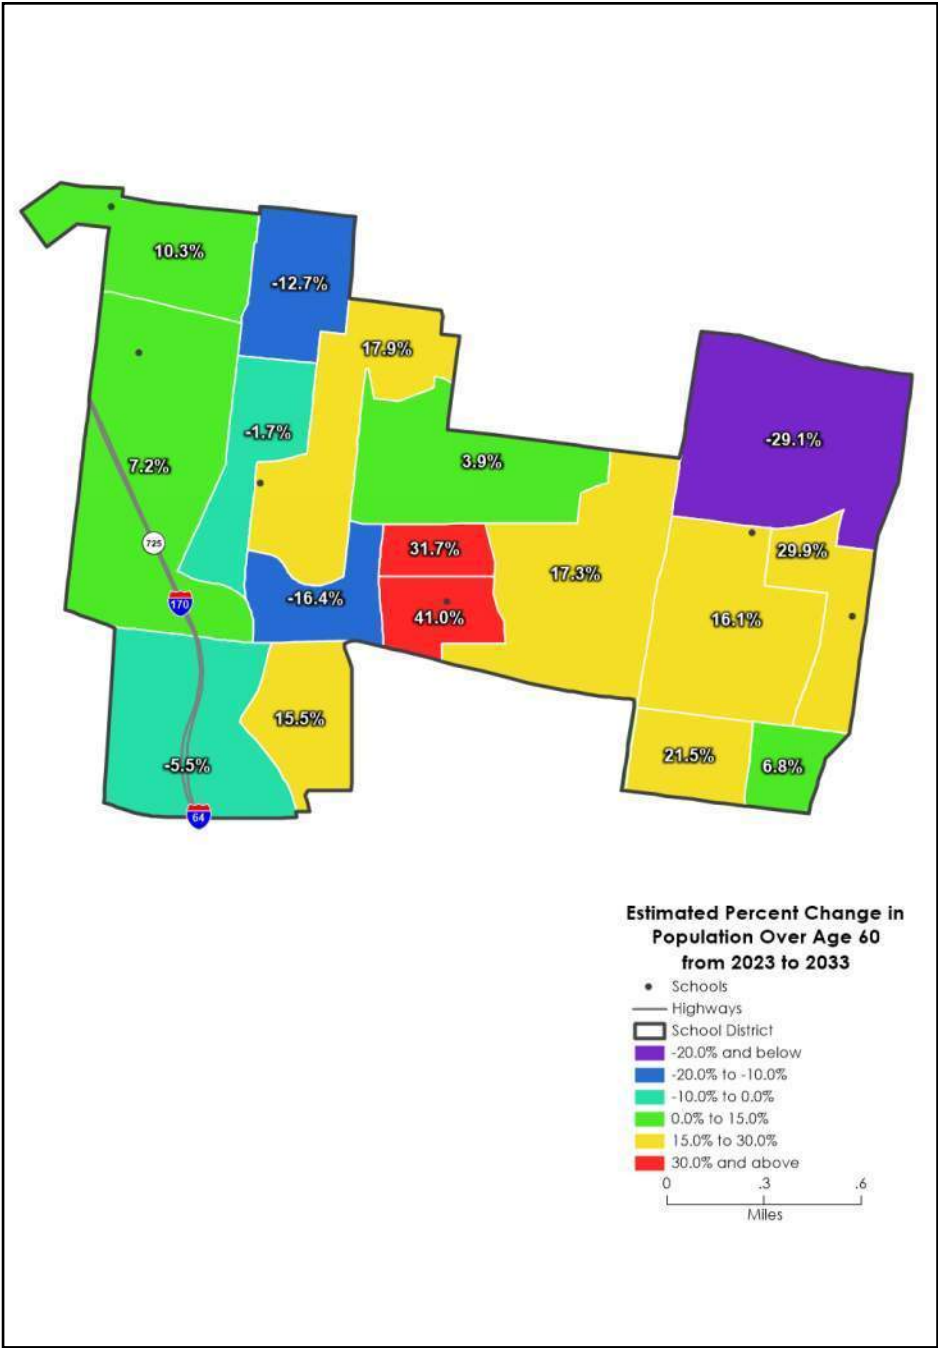 10.3%
-12.7%
17.9%
-29.1%
-1.7%
7.2%
3.9%
31.7%
29.9%
725
17.3%
170
-16.4%
41.0%
16.1%
15.5%
-5.5%
21.5%
6.8%
64
Estimated Percent Change in
Population Over Age 60
from 2023 to 2033
Schools
Highways
School District
-20.0% and below
-20.0% to -10.0%
-10.0% to 0.0%
0.0% to 15.0%
15.0% to 30.0%
30.0% and above
0 .3 .6
Miles